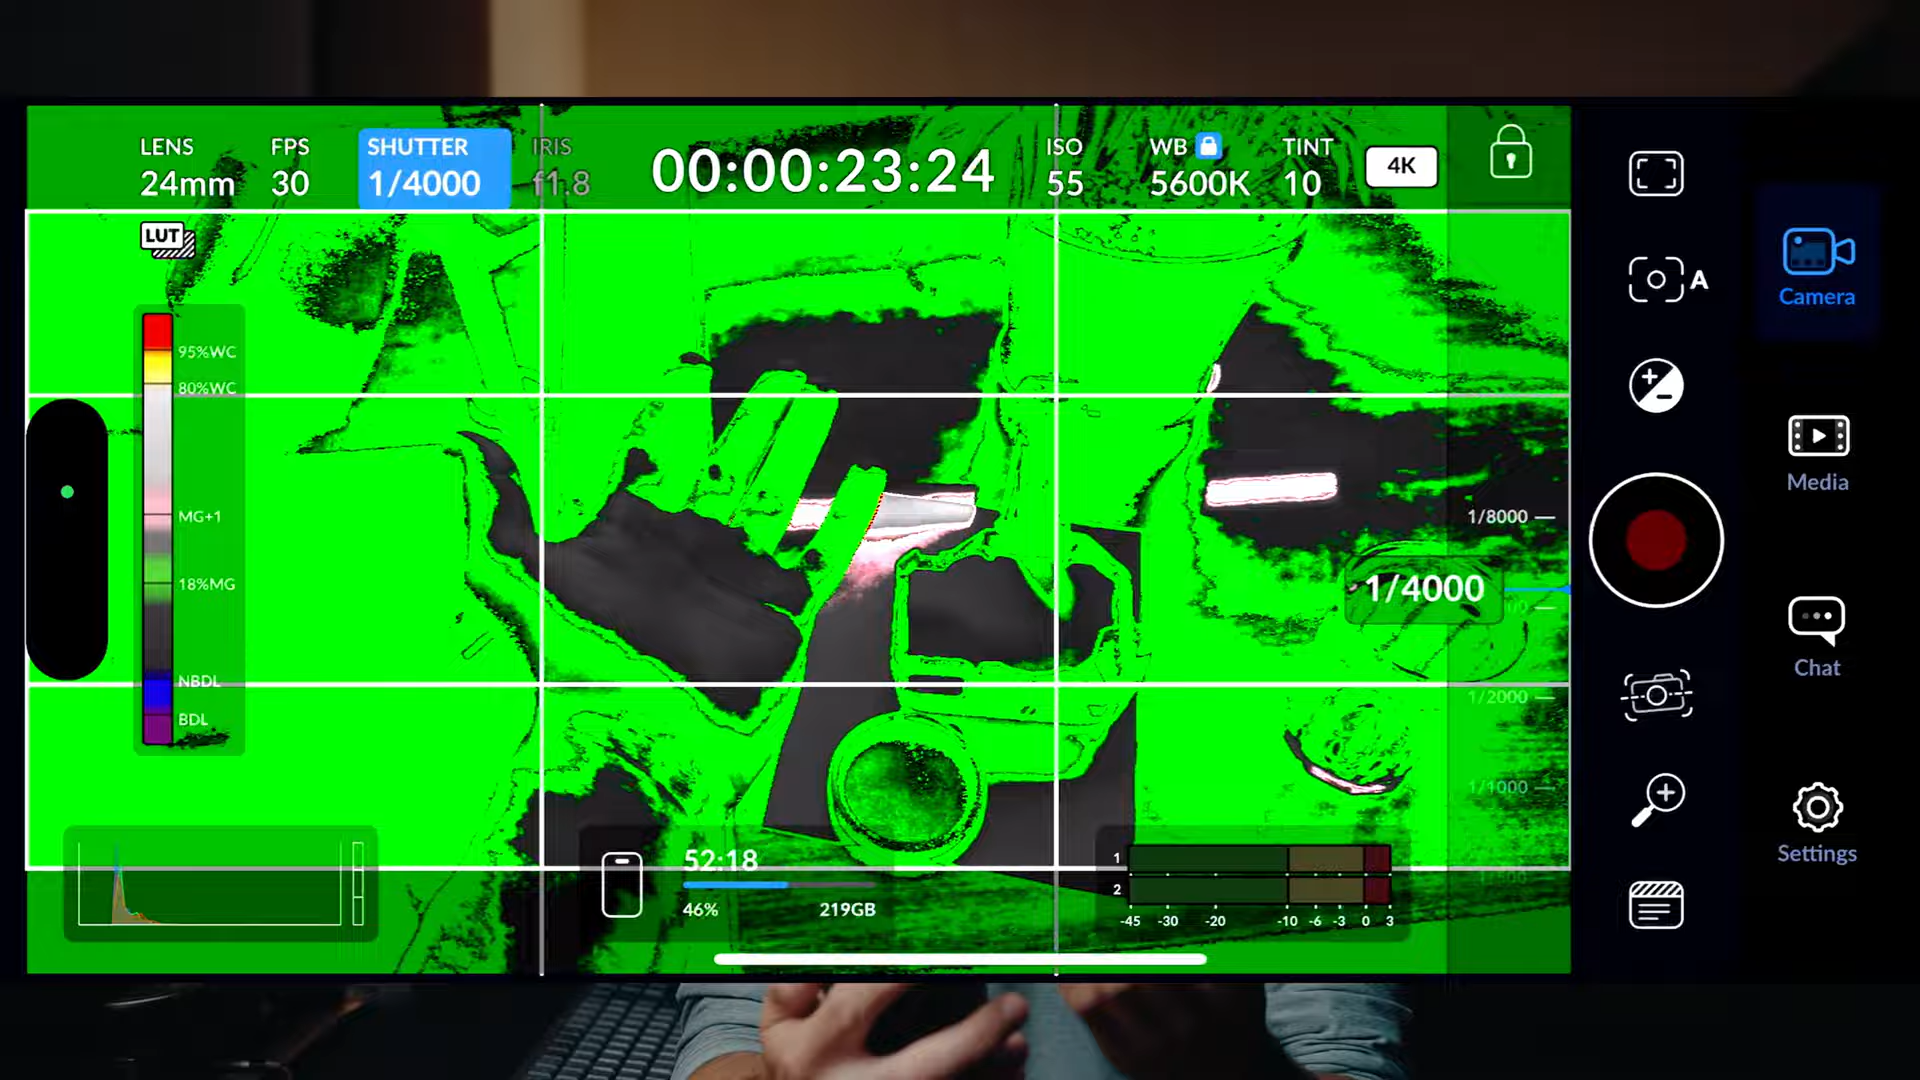 LENS
24mm
FPS
30
SHUTTER
1/4000
IRIS
f1.8
00:00:23:24
ISO
55
WB
5600K
TINT
10
4K
LUT
95%WC
80%WC
MG+1
18%MG
NBDL
BDL
A
Camera
Media
Chat
Settings
1/8000
1/4000
1/2000
1/1000
52:18
46%
219GB
1
2
-45 -30 -20 -10 -6 -3 0 3